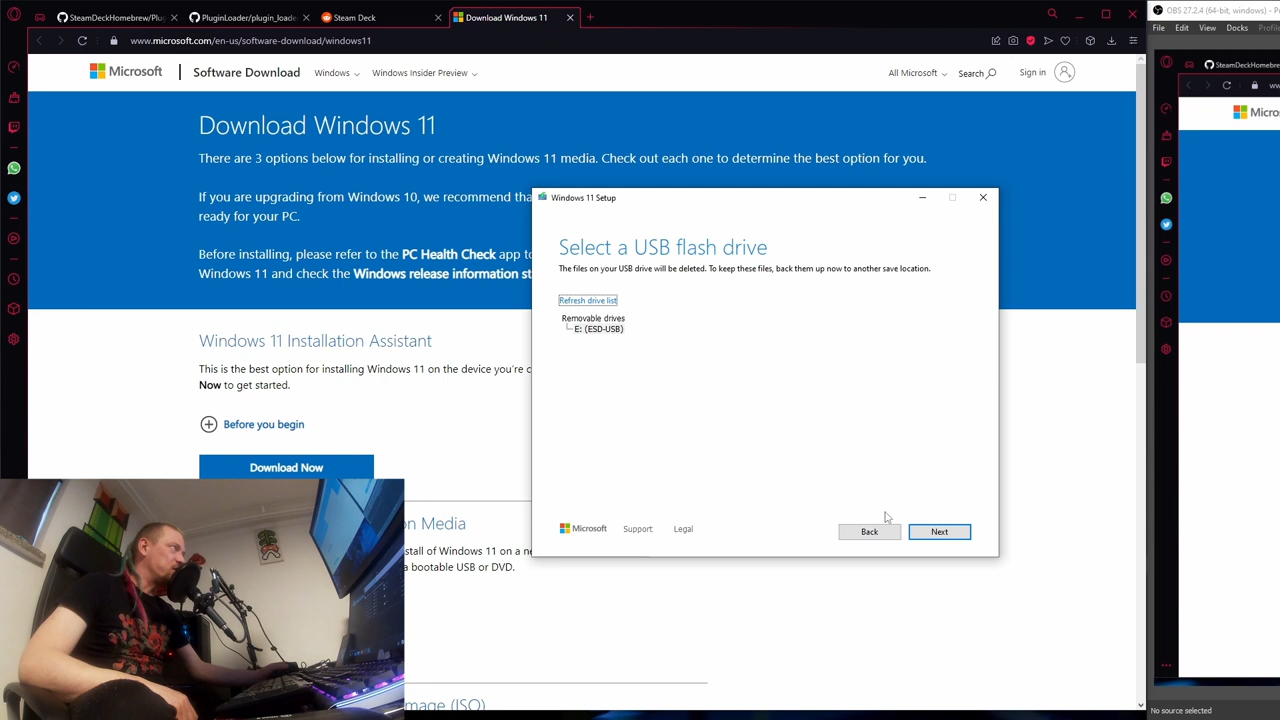 SteamDeckHomebrew/Plug
PluginLoader/plugin_loade
Steam Deck
Download Windows 11
OBS 27.2.4 (64-bit, windows) - P
File Edit View Docks Profile
www.microsoft.com/en-us/software-download/windows11
SteamDeckHomebrew
ww
Microsoft
Software Download
Windows
Windows Insider Preview
All Microsoft
Search
Sign in
Micro
Download Windows 11
There are 3 options below for installing or creating Windows 11 media. Check out each one to determine the best option for you.
If you are upgrading from Windows 10, we recommend tha
ready for your PC.
Before installing, please refer to the PC Health Check app to
Windows 11 and check the Windows release information st
Windows 11 Setup
Select a USB flash drive
The files on your USB drive will be deleted. To keep these files, back them up now to another save location.
Refresh drive list
Removable drives
E: (ESD-USB)
Microsoft
Support
Legal
Back
Next
Windows 11 Installation Assistant
This is the best option for installing Windows 11 on the device you're c
Now to get started.
Before you begin
Download Now
on Media
stall of Windows 11 on a ne
a bootable USB or DVD.
mage (ISO)
No source selected